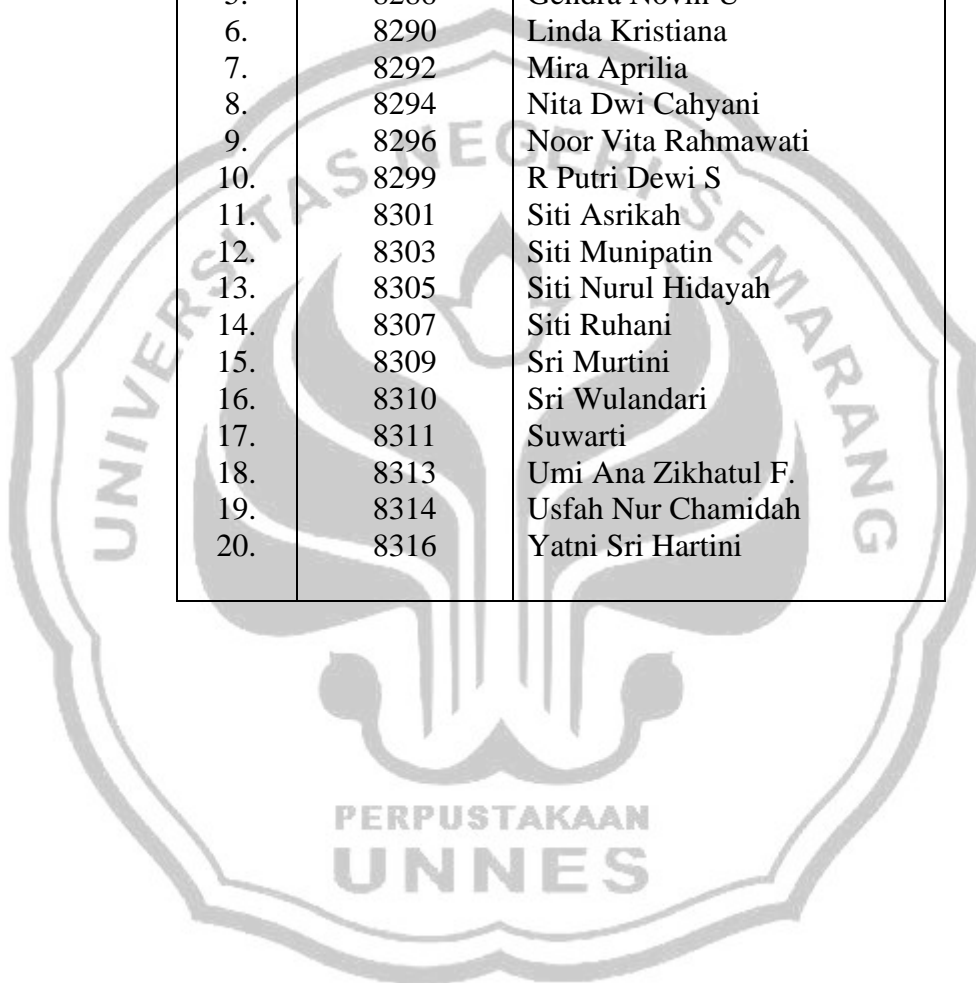 6. 8290 Linda Kristiana
7. 8292 Mira Aprilia
8. 8294 Nita Dwi Cahyani
9. 8296 Noor Vita Rahmawati
10. 8299 R Putri Dewi S
11. 8301 Siti Asrikah
12. 8303 Siti Munipatin
13. 8305 Siti Nurul Hidayah
14. 8307 Siti Ruhani
15. 8309 Sri Murtini
16. 8310 Sri Wulandari
17. 8311 Suwarti
18. 8313 Umi Ana Zikhatul F.
19. 8314 Usfah Nur Chamidah
20. 8316 Yatni Sri Hartini
UNIVERSITAS NEGERI SEMARANG
PERPUSTAKAAN
UNNES